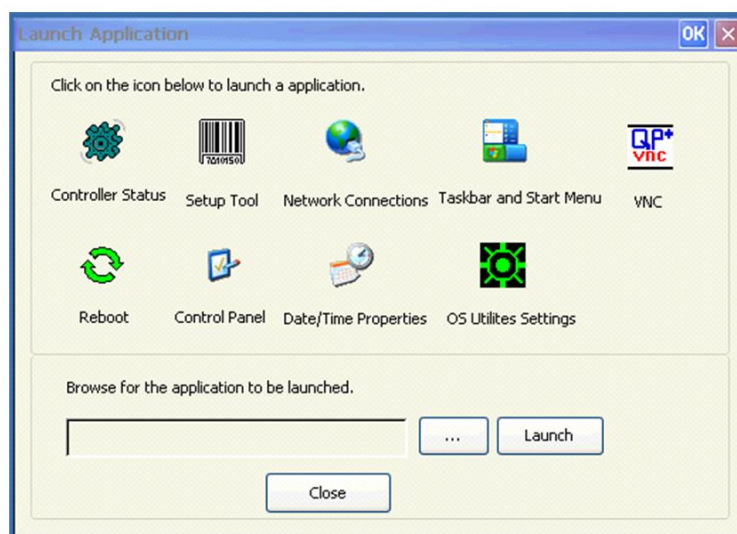 Launch Application OK
Click on the icon below to launch a application.
QP+
vnc
Controller Status Setup Tool Network Connections Taskbar and Start Menu VNC
Reboot Control Panel Date/Time Properties OS Utilites Settings
Browse for the application to be launched.
... Launch
Close